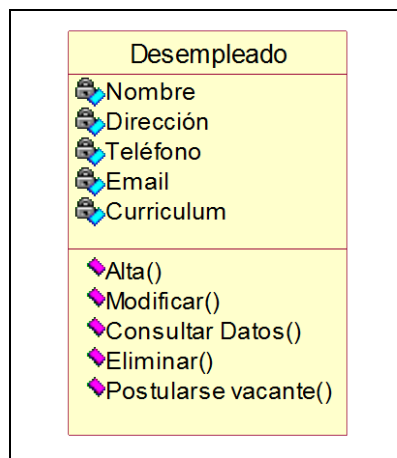 Desempleado
Nombre
Dirección
Teléfono
Email
Curriculum
Alta()
Modificar()
Consultar Datos()
Eliminar()
Postularse vacante()